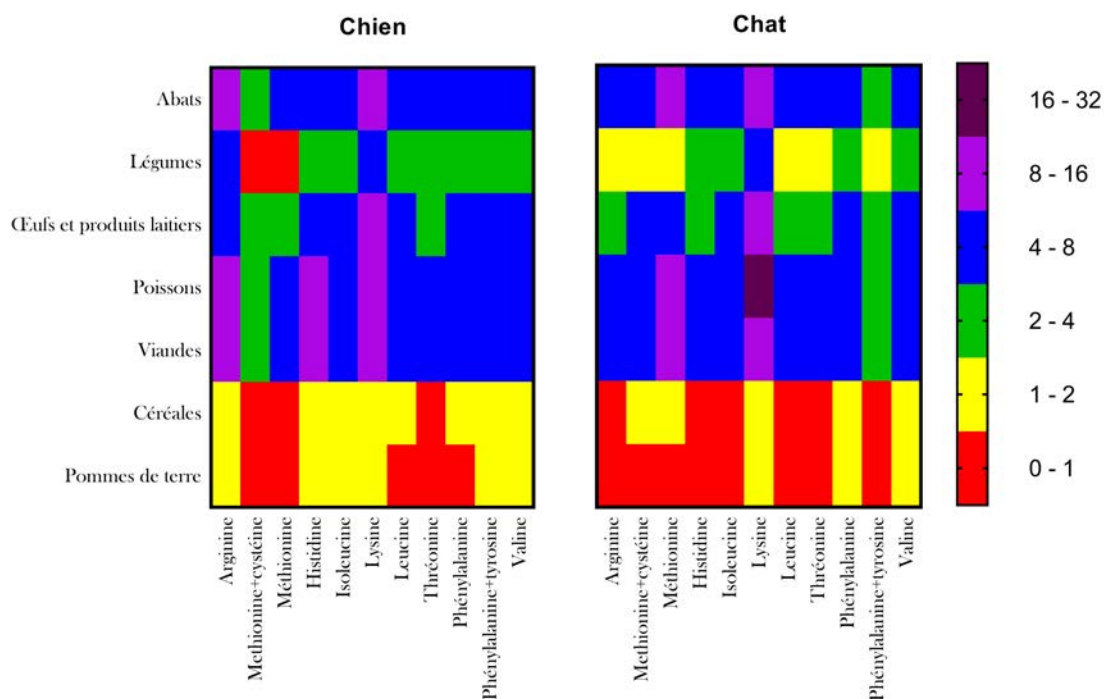 Chien
Chat
Abats
Légumes
Œufs et produits laitiers
Poissons
Viandes
Céréales
Pommes de terre
Arginine
Methionine+cystéine
Méthionine
Histidine
Isoleucine
Lysine
Leucine
Thréonine
Phénylalanine
Phénylalanine+tyrosine
Valine
Arginine
Methionine+cystéine
Méthionine
Histidine
Isoleucine
Lysine
Leucine
Thréonine
Phénylalanine
Phénylalanine+tyrosine
Valine
16 - 32
8 - 16
4 - 8
2 - 4
1 - 2
0 - 1